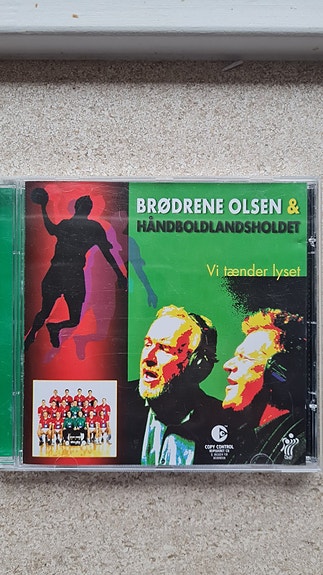 BRØDRENE OLSEN &
HÅNDBOLDLANDSHOLDET
Vi tænder lyset
COPY CONTROL